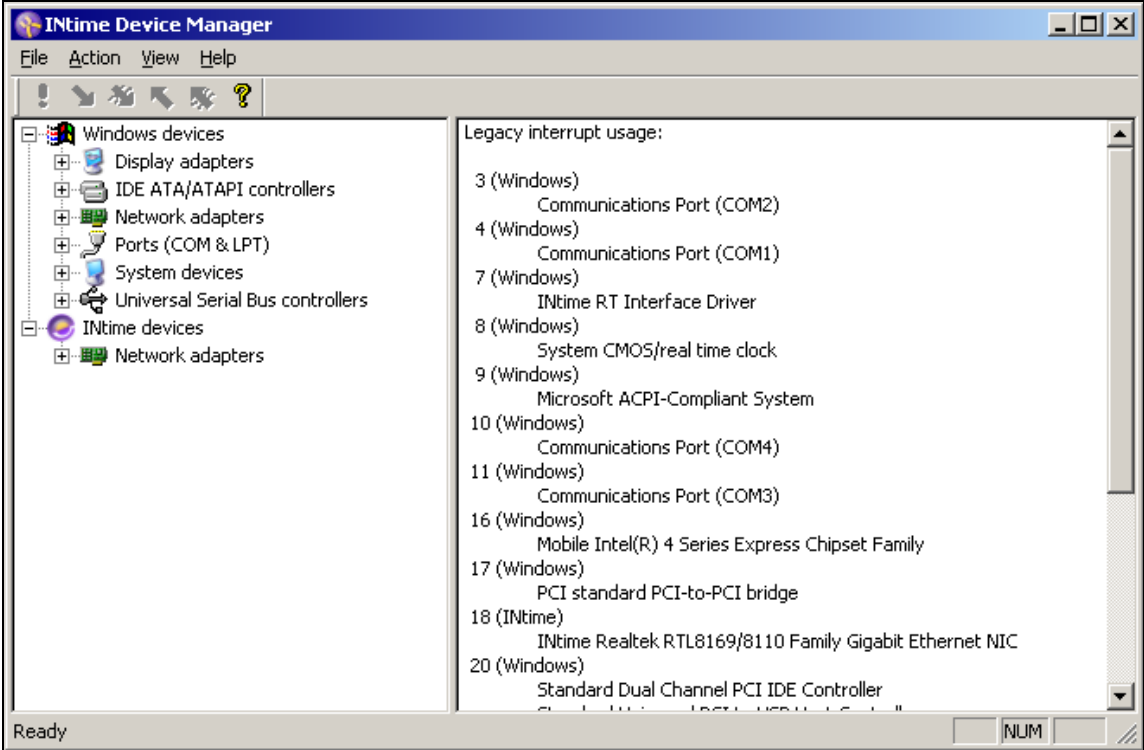 INtime Device Manager
File Action View Help
Windows devices
Display adapters
IDE ATA/ATAPI controllers
Network adapters
Ports (COM & LPT)
System devices
Universal Serial Bus controllers
INtime devices
Network adapters
Legacy interrupt usage:
3 (Windows)
Communications Port (COM2)
4 (Windows)
Communications Port (COM1)
7 (Windows)
INtime RT Interface Driver
8 (Windows)
System CMOS/real time clock
9 (Windows)
Microsoft ACPI-Compliant System
10 (Windows)
Communications Port (COM4)
11 (Windows)
Communications Port (COM3)
16 (Windows)
Mobile Intel(R) 4 Series Express Chipset Family
17 (Windows)
PCI standard PCI-to-PCI bridge
18 (INtime)
INtime Realtek RTL8169/8110 Family Gigabit Ethernet NIC
20 (Windows)
Standard Dual Channel PCI IDE Controller
Ready
NUM